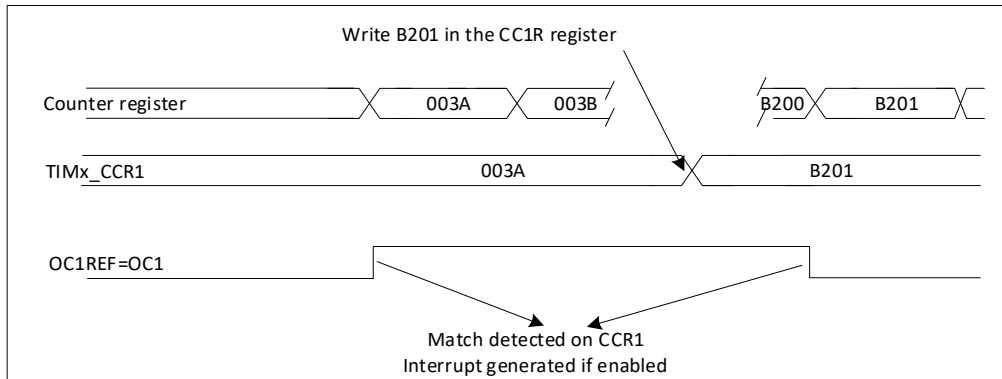 Write B201 in the CC1R register
Counter register 003A 003B B200 B201
TIMx_CCR1 003A B201
OC1REF=OC1
Match detected on CCR1
Interrupt generated if enabled